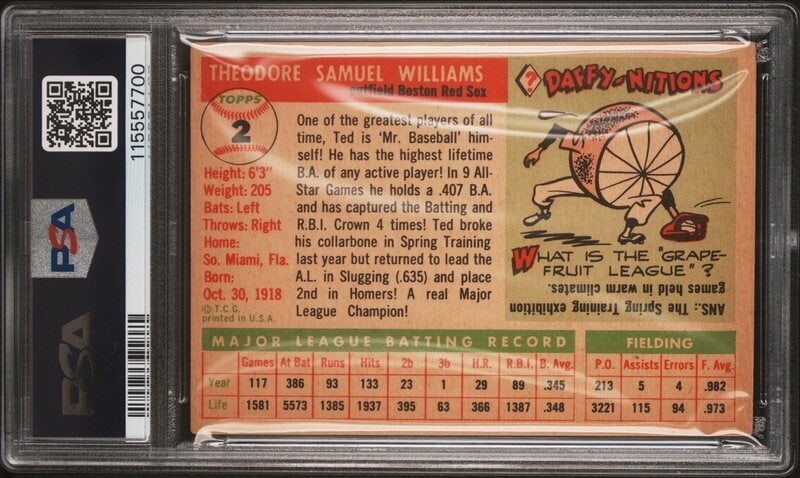 115557700
PSA
PSA
THEODORE SAMUEL WILLIAMS
outfield Boston Red Sox
TOPPS
2
Height: 6'3"
Weight: 205
Bats: Left
Throws: Right
Home:
So. Miami, Fla.
Born:
Oct. 30, 1918
© T.C.G.
printed in U.S.A.
One of the greatest players of all
time, Ted is 'Mr. Baseball' him-
self! He has the highest lifetime
B.A. of any active player! In 9 All-
Star Games he holds a .407 B.A.
and has captured the Batting and
R.B.I. Crown 4 times! Ted broke
his collarbone in Spring Training
last year but returned to lead the
A.L. in Slugging (.635) and place
2nd in Homers! A real Major
League Champion!
? DAFFY-NITIONS
WHAT IS THE "GRAPE-
FRUIT LEAGUE"?
ANS.: The Spring Training exhibition
games held in warm climates.
MAJOR LEAGUE BATTING RECORD
Games At Bat Runs Hits 2b 3b H.R. R.B.I. B. Avg.
Year 117 386 93 133 23 1 29 89 .345
Life 1581 5573 1385 1937 395 63 366 1387 .348
FIELDING
P.O. Assists Errors F. Avg.
213 5 4 .982
3221 115 94 .973